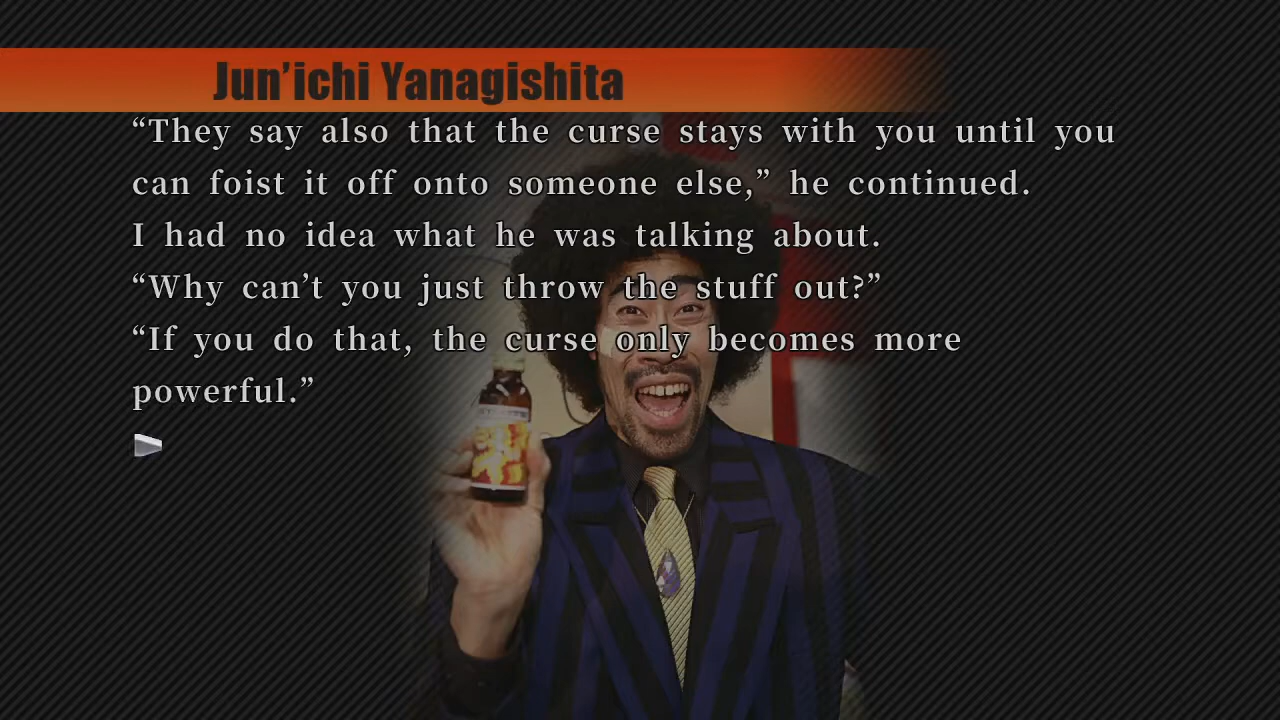 Jun’ichi Yanagishita
“They say also that the curse stays with you until you
can foist it off onto someone else,” he continued.
I had no idea what he was talking about.
“Why can’t you just throw the stuff out?”
“If you do that, the curse only becomes more
powerful.”